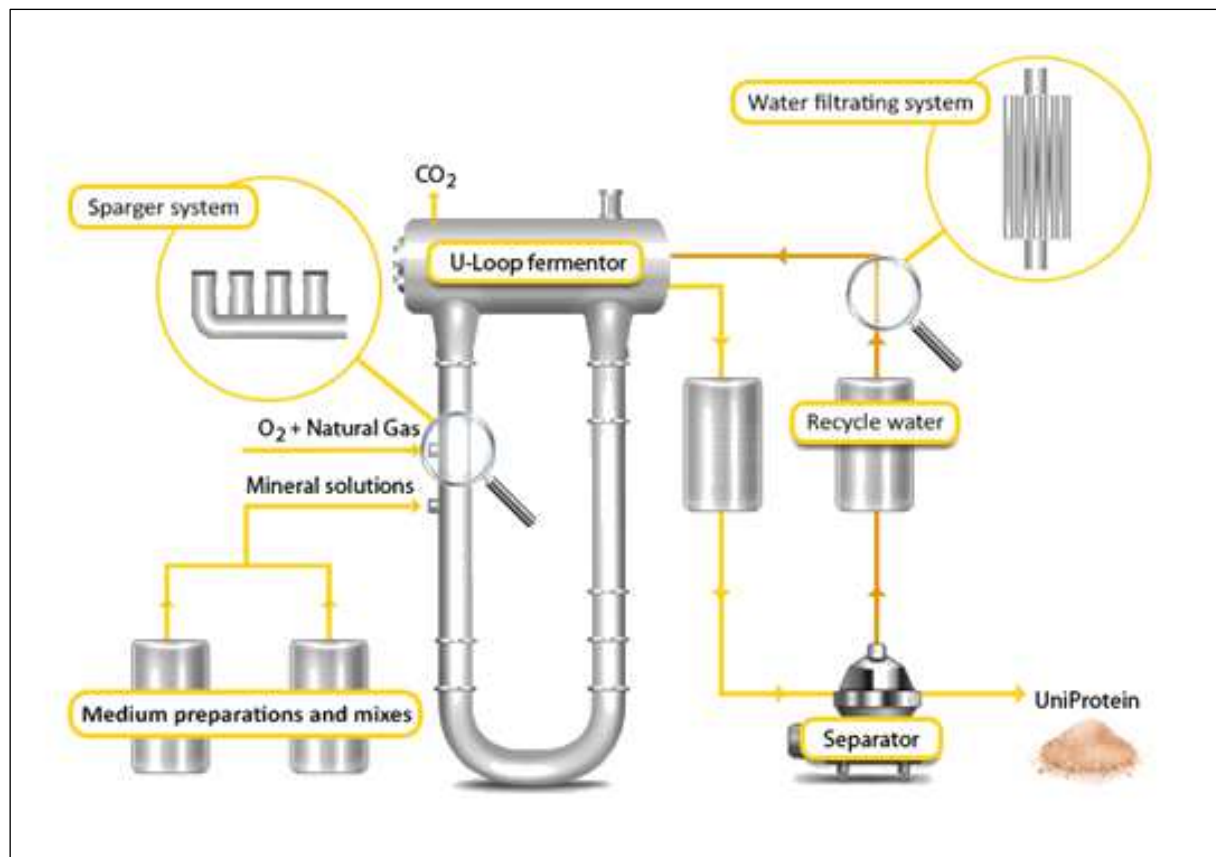 Water filtrating system
CO₂
Sparger system
U-Loop fermentor
Recycle water
O₂ + Natural Gas
Mineral solutions
Medium preparations and mixes
UniProtein
Separator